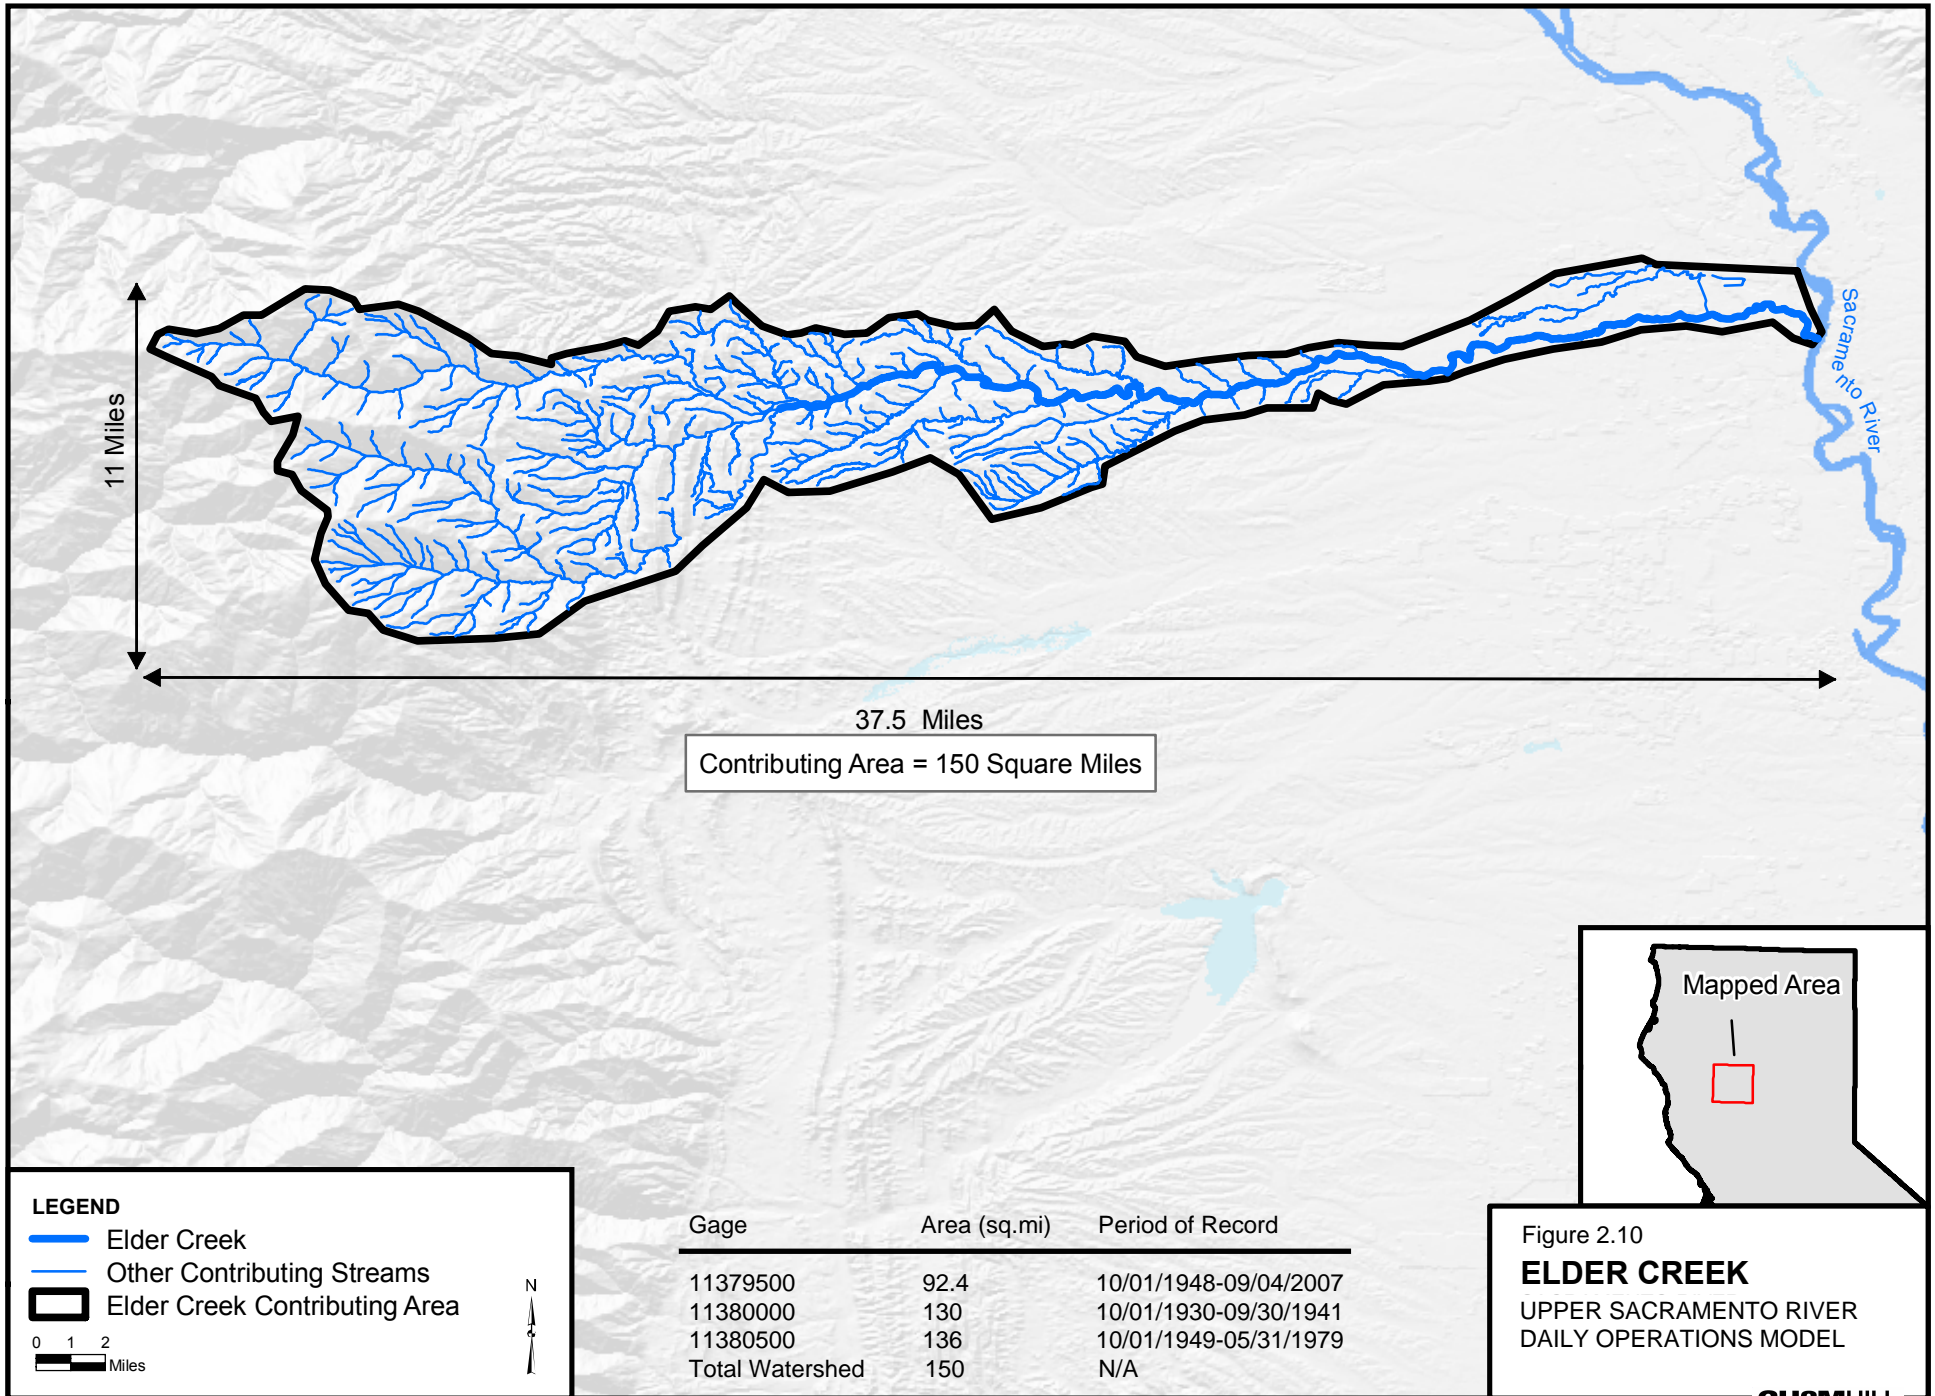 Sacramento River
11 Miles
37.5 Miles
Contributing Area = 150 Square Miles
Mapped Area
LEGEND
Elder Creek
Other Contributing Streams
Elder Creek Contributing Area
0 1 2
Miles
N
Gage Area (sq.mi) Period of Record
11379500 92.4 10/01/1948-09/04/2007
11380000 130 10/01/1930-09/30/1941
11380500 136 10/01/1949-05/31/1979
Total Watershed 150 N/A
Figure 2.10
ELDER CREEK
UPPER SACRAMENTO RIVER
DAILY OPERATIONS MODEL